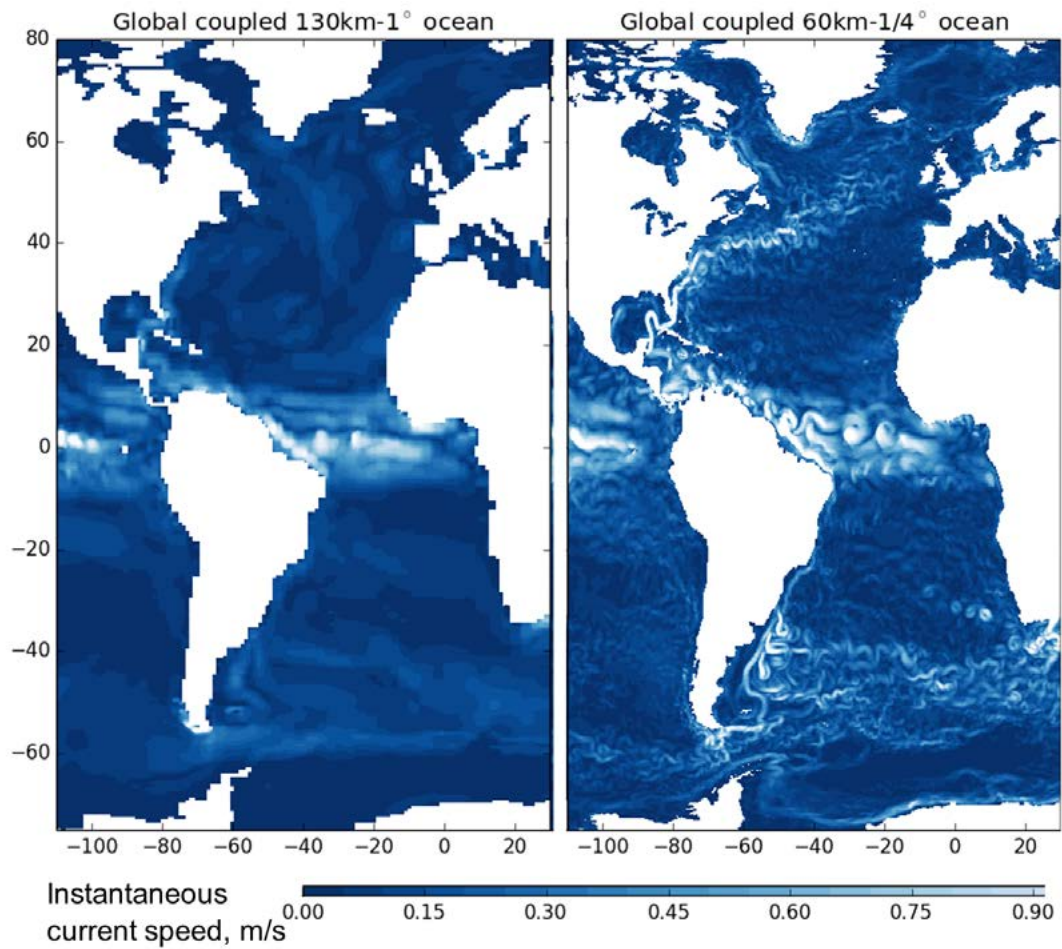 Global coupled 130km-1° ocean
Global coupled 60km-1/4° ocean
80
60
40
20
0
−20
−40
−60
−100 −80 −60 −40 −20 0 20
−100 −80 −60 −40 −20 0 20
Instantaneous
current speed, m/s
0.00 0.15 0.30 0.45 0.60 0.75 0.90